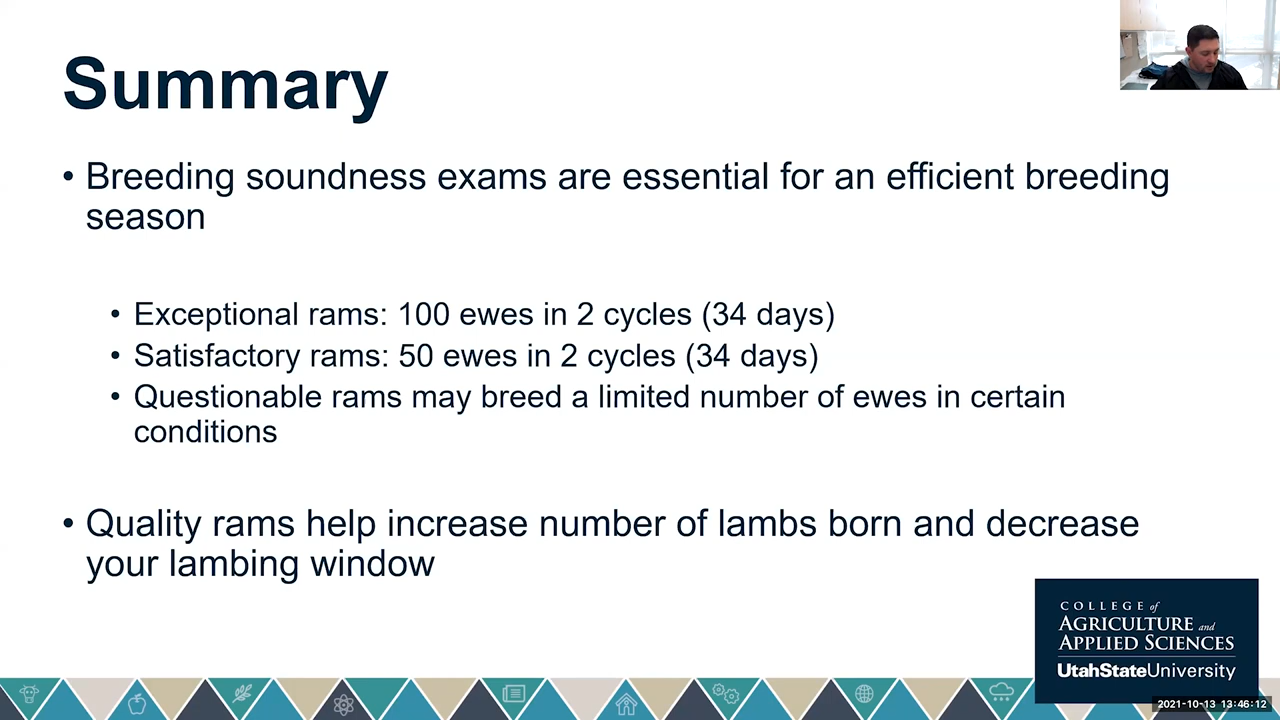 Summary
• Breeding soundness exams are essential for an efficient breeding
season
• Exceptional rams: 100 ewes in 2 cycles (34 days)
• Satisfactory rams: 50 ewes in 2 cycles (34 days)
• Questionable rams may breed a limited number of ewes in certain
conditions
• Quality rams help increase number of lambs born and decrease
your lambing window
COLLEGE of
AGRICULTURE and
APPLIED SCIENCES
UtahStateUniversity
2021-10-13 13:46:12